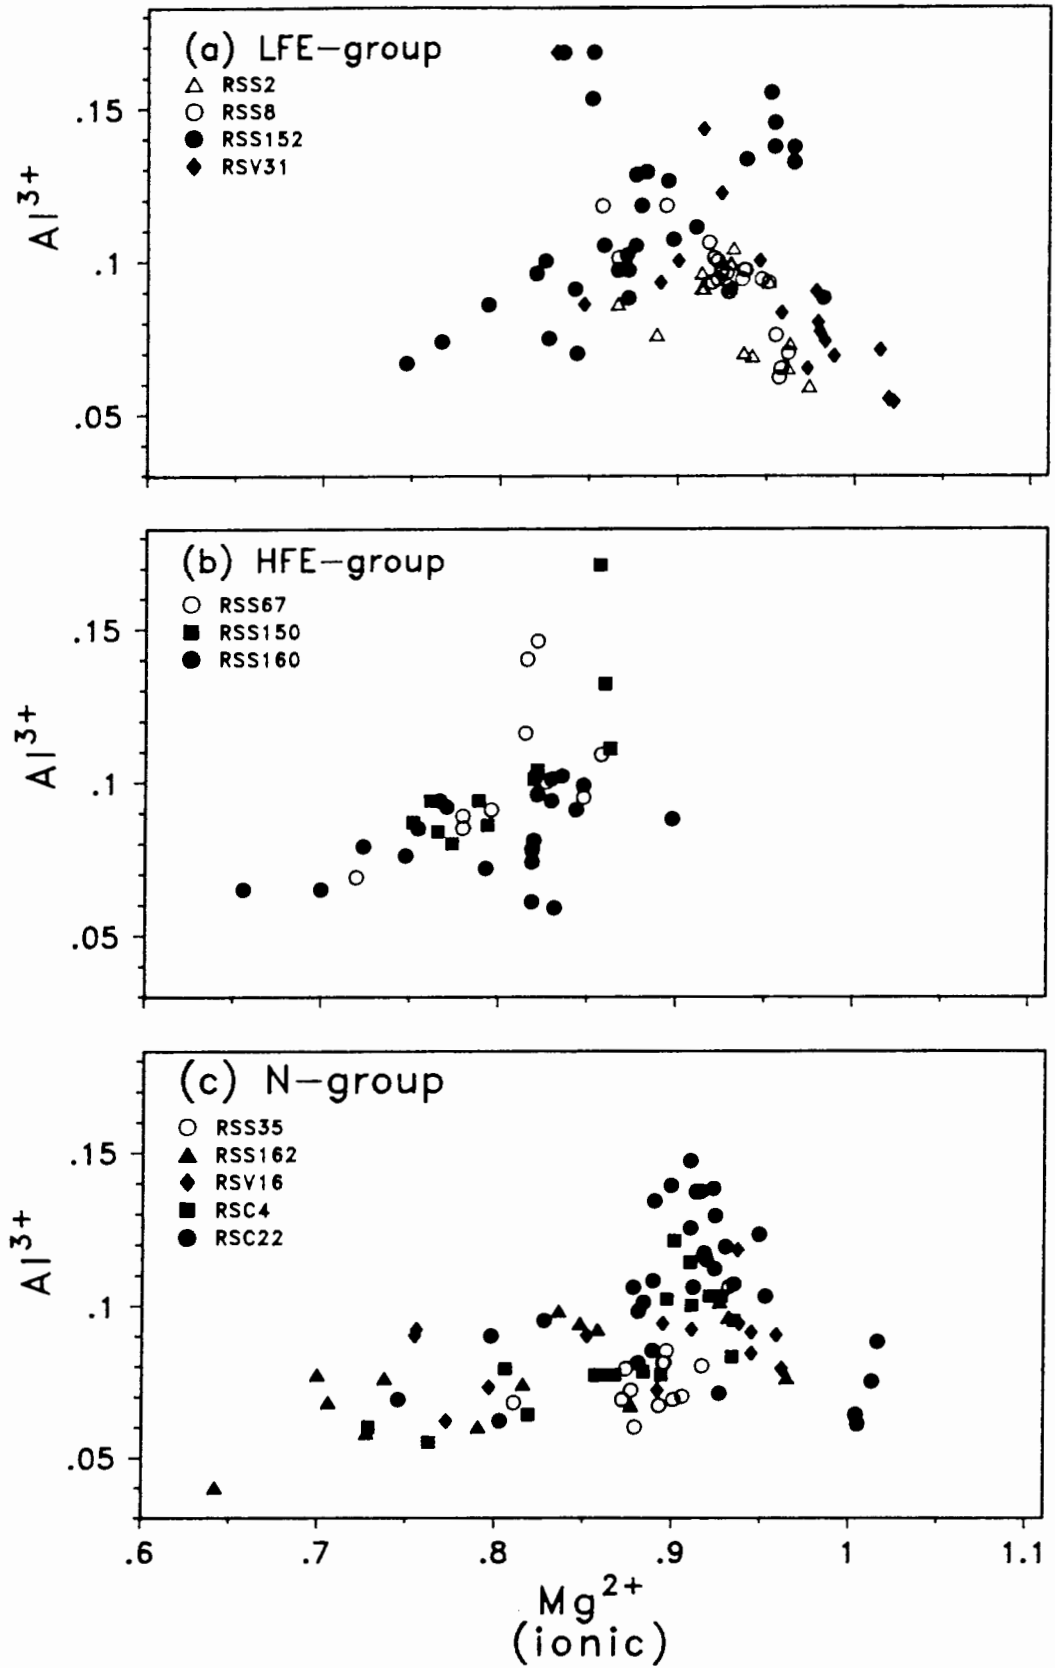 (a) LFE-group
RSS2
RSS8
RSS152
RSV31
.15
.1
.05
Al3+
(b) HFE-group
RSS67
RSS150
RSS160
.15
.1
.05
Al3+
(c) N-group
RSS35
RSS162
RSV16
RSC4
RSC22
.15
.1
.05
Al3+
.6 .7 .8 .9 1 1.1
Mg2+
(ionic)